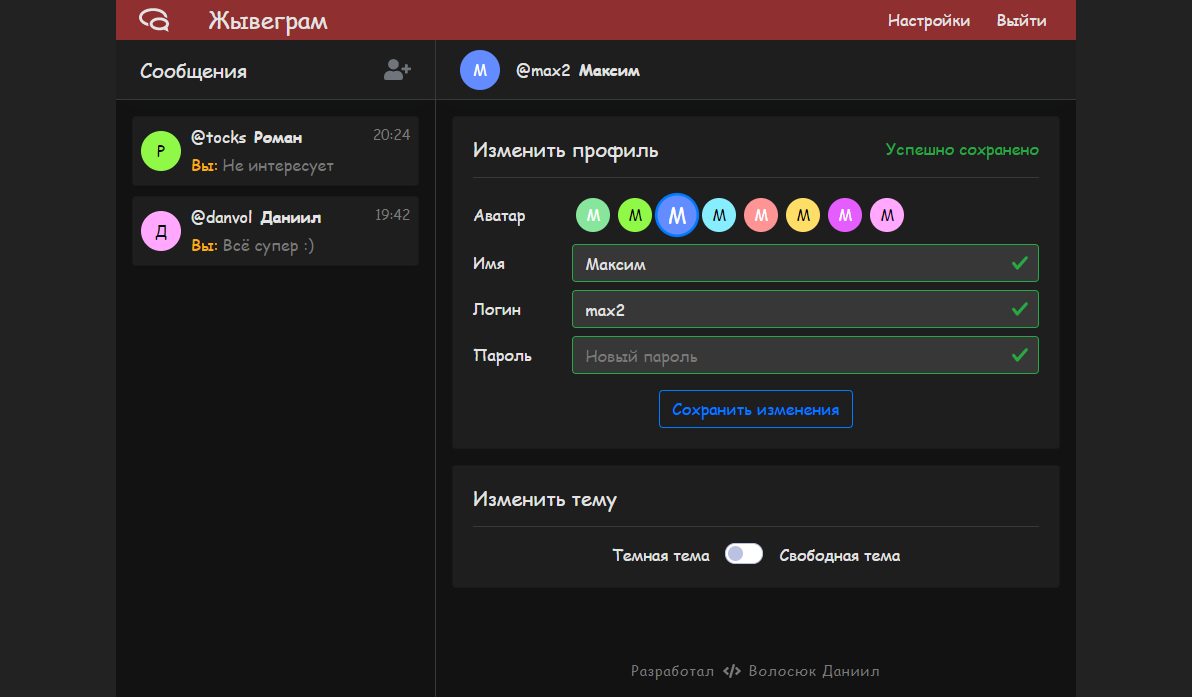 Жывеграм
Настройки Выйти
Сообщения
М @max2 Максим
Р @tocks Роман 20:24
Вы: Не интересует
Д @danvol Даниил 19:42
Вы: Всё супер :)
Изменить профиль Успешно сохранено
Аватар М М М М М М М М
Имя Максим
Логин max2
Пароль Новый пароль
Сохранить изменения
Изменить тему
Темная тема Свободная тема
Разработал </> Волосюк Даниил